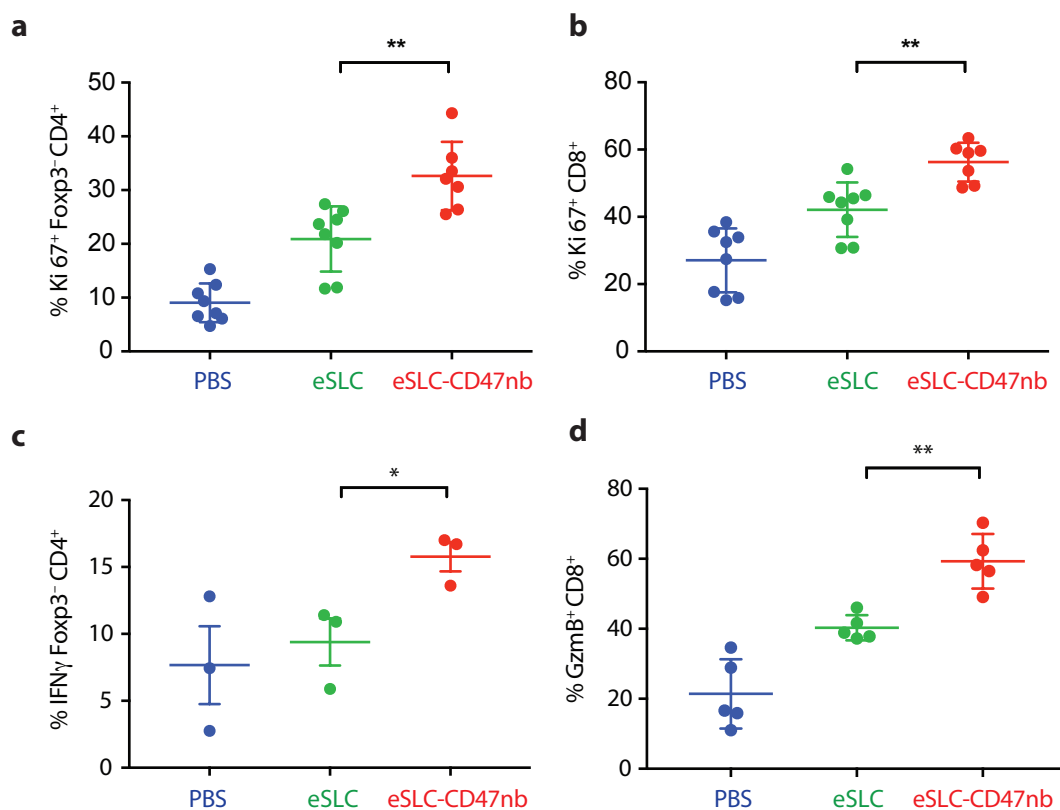 a
**
% Ki 67⁺ Foxp3⁻ CD4⁺
50
40
30
20
10
0
PBS
eSLC
eSLC-CD47nb
b
**
% Ki 67⁺ CD8⁺
80
60
40
20
0
PBS
eSLC
eSLC-CD47nb
c
*
% IFNγ Foxp3⁻ CD4⁺
20
15
10
5
0
PBS
eSLC
eSLC-CD47nb
d
**
% GzmB⁺ CD8⁺
80
60
40
20
0
PBS
eSLC
eSLC-CD47nb